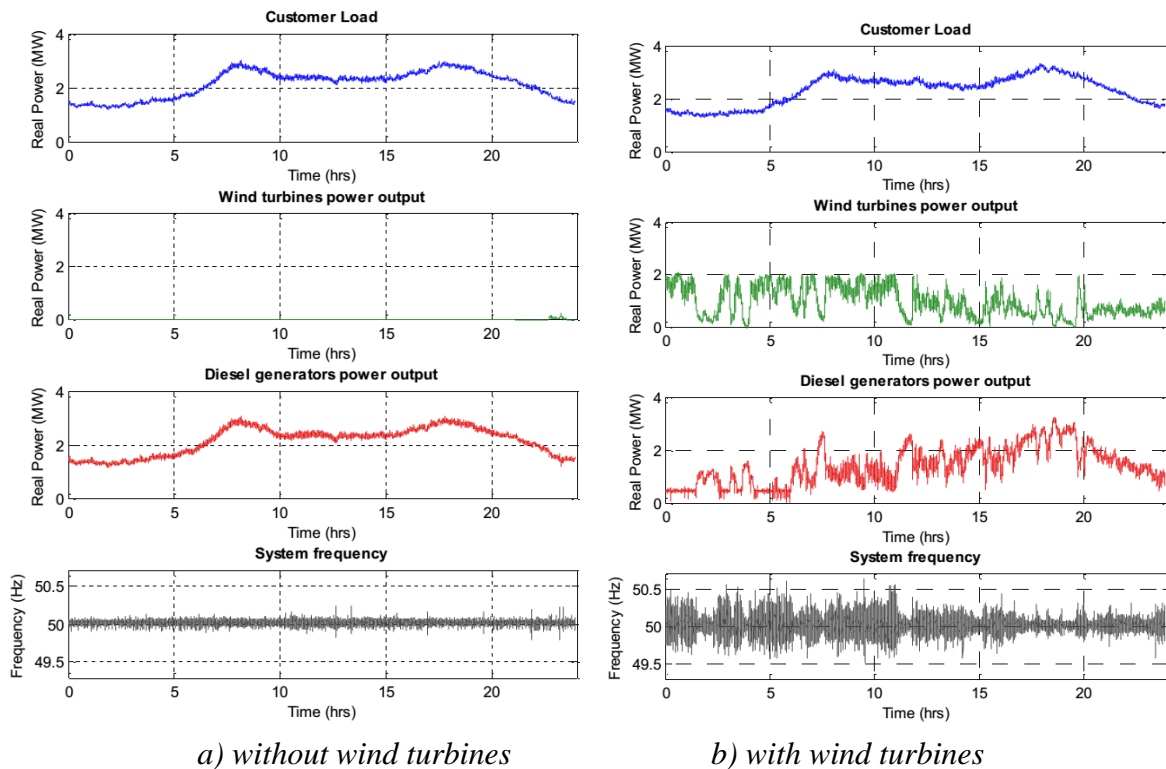 Customer Load
Real Power (MW)
4
2
0
0 5 10 15 20
Time (hrs)
Wind turbines power output
Real Power (MW)
4
2
0
0 5 10 15 20
Time (hrs)
Diesel generators power output
Real Power (MW)
4
2
0
0 5 10 15 20
Time (hrs)
System frequency
Frequency (Hz)
50.5
50
49.5
0 5 10 15 20
Time (hrs)
a) without wind turbines
Customer Load
Real Power (MW)
4
2
0
0 5 10 15 20
Time (hrs)
Wind turbines power output
Real Power (MW)
4
2
0
0 5 10 15 20
Time (hrs)
Diesel generators power output
Real Power (MW)
4
2
0
0 5 10 15 20
Time (hrs)
System frequency
Frequency (Hz)
50.5
50
49.5
0 5 10 15 20
Time (hrs)
b) with wind turbines